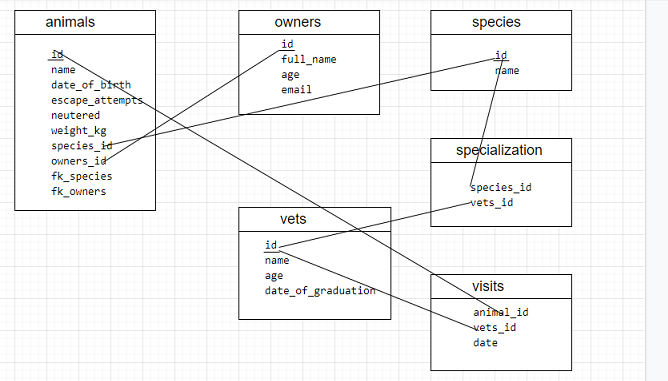 animals
id
name
date_of_birth
escape_attempts
neutered
weight_kg
species_id
owners_id
fk_species
fk_owners
owners
id
full_name
age
email
species
id
name
specialization
species_id
vets_id
vets
id
name
age
date_of_graduation
visits
animal_id
vets_id
date